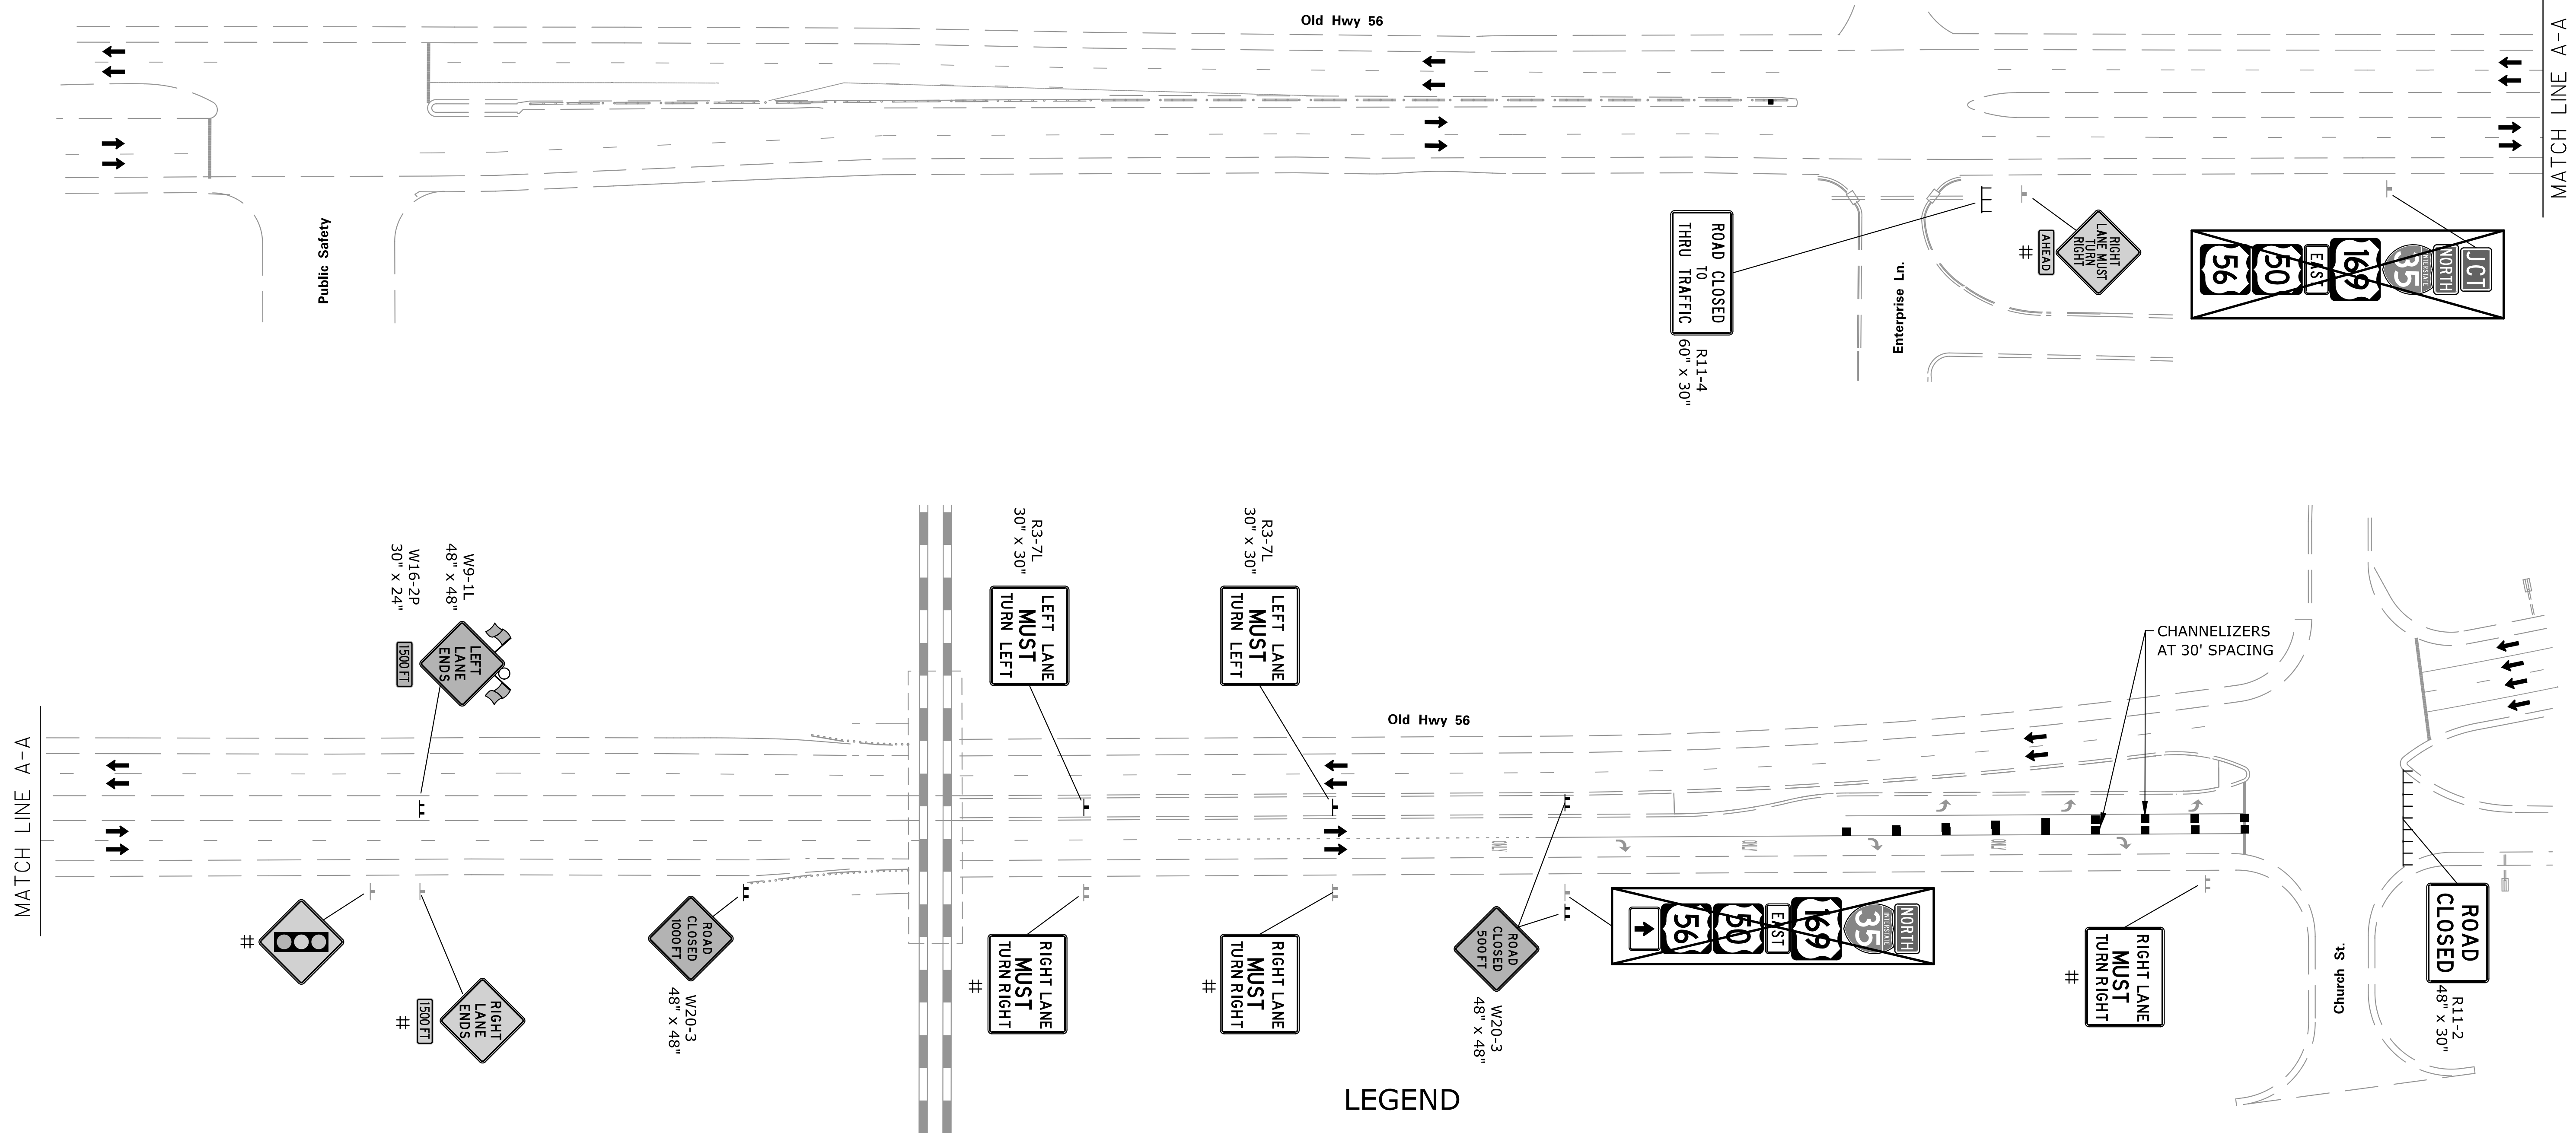 Old Hwy 56
MATCH LINE A-A
Public Safety
ROAD CLOSED
TO
THRU TRAFFIC
R11-4
60" x 30"
Enterprise Ln.
RIGHT
LANE MUST
TURN
RIGHT
AHEAD
#
JCT
NORTH
INTERSTATE
35
169
EAST
50
56
MATCH LINE A-A
W9-1L
48" x 48"
W16-2P
30" x 24"
LEFT
LANE
ENDS
1500 FT
#
RIGHT
LANE
ENDS
1500 FT
#
ROAD
CLOSED
1000 FT
W20-3
48" x 48"
R3-7L
30" x 30"
LEFT LANE
MUST
TURN LEFT
RIGHT LANE
MUST
TURN RIGHT
#
R3-7L
30" x 30"
LEFT LANE
MUST
TURN LEFT
RIGHT LANE
MUST
TURN RIGHT
#
Old Hwy 56
ROAD
CLOSED
500 FT
W20-3
48" x 48"
NORTH
INTERSTATE
35
169
EAST
50
56
CHANNELIZERS
AT 30' SPACING
RIGHT LANE
MUST
TURN RIGHT
#
Church St.
ROAD
CLOSED
R11-2
48" x 30"
LEGEND